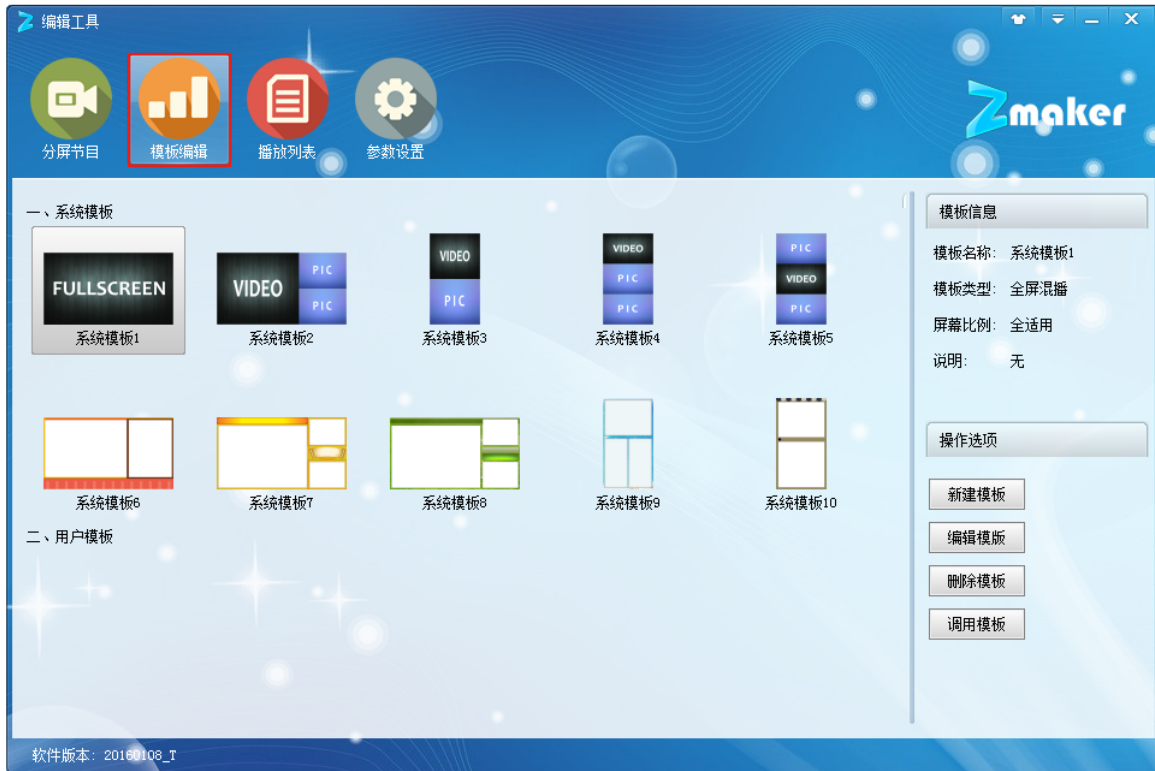 编辑工具
分屏节目 模板编辑 播放列表 参数设置
Zmaker
一、系统模板
FULLSCREEN
VIDEO PIC PIC
VIDEO PIC
VIDEO PIC PIC
PIC VIDEO PIC
系统模板1 系统模板2 系统模板3 系统模板4 系统模板5
系统模板6 系统模板7 系统模板8 系统模板9 系统模板10
二、用户模板
模板信息
模板名称: 系统模板1
模板类型: 全屏混播
屏幕比例: 全适用
说明: 无
操作选项
新建模板
编辑模版
删除模板
调用模板
软件版本: 20160108_T